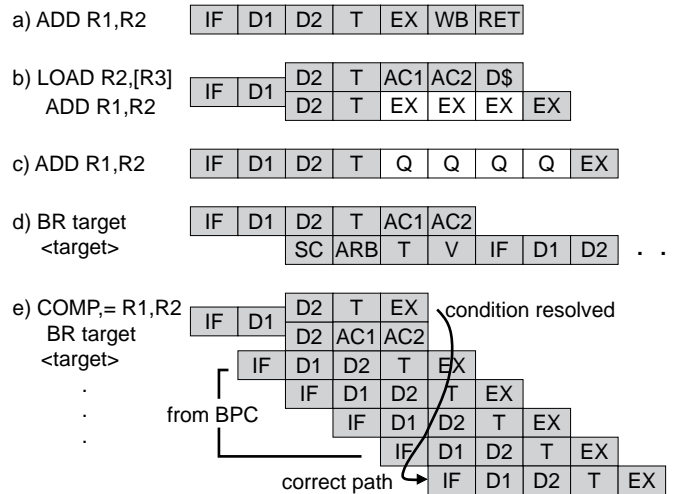 a) ADD R1,R2 IF D1 D2 T EX WB RET
b) LOAD R2,[R3] IF D1 D2 T AC1 AC2 D$
ADD R1,R2 D2 T EX EX EX EX
c) ADD R1,R2 IF D1 D2 T Q Q Q Q EX
d) BR target IF D1 D2 T AC1 AC2
<target> SC ARB T V IF D1 D2 . .
e) COMP,= R1,R2 IF D1 D2 T EX condition resolved
BR target D2 AC1 AC2
<target> IF D1 D2 T EX
. IF D1 D2 T EX
. from BPC IF D1 D2 T EX
. IF D1 D2 T EX
correct path IF D1 D2 T EX